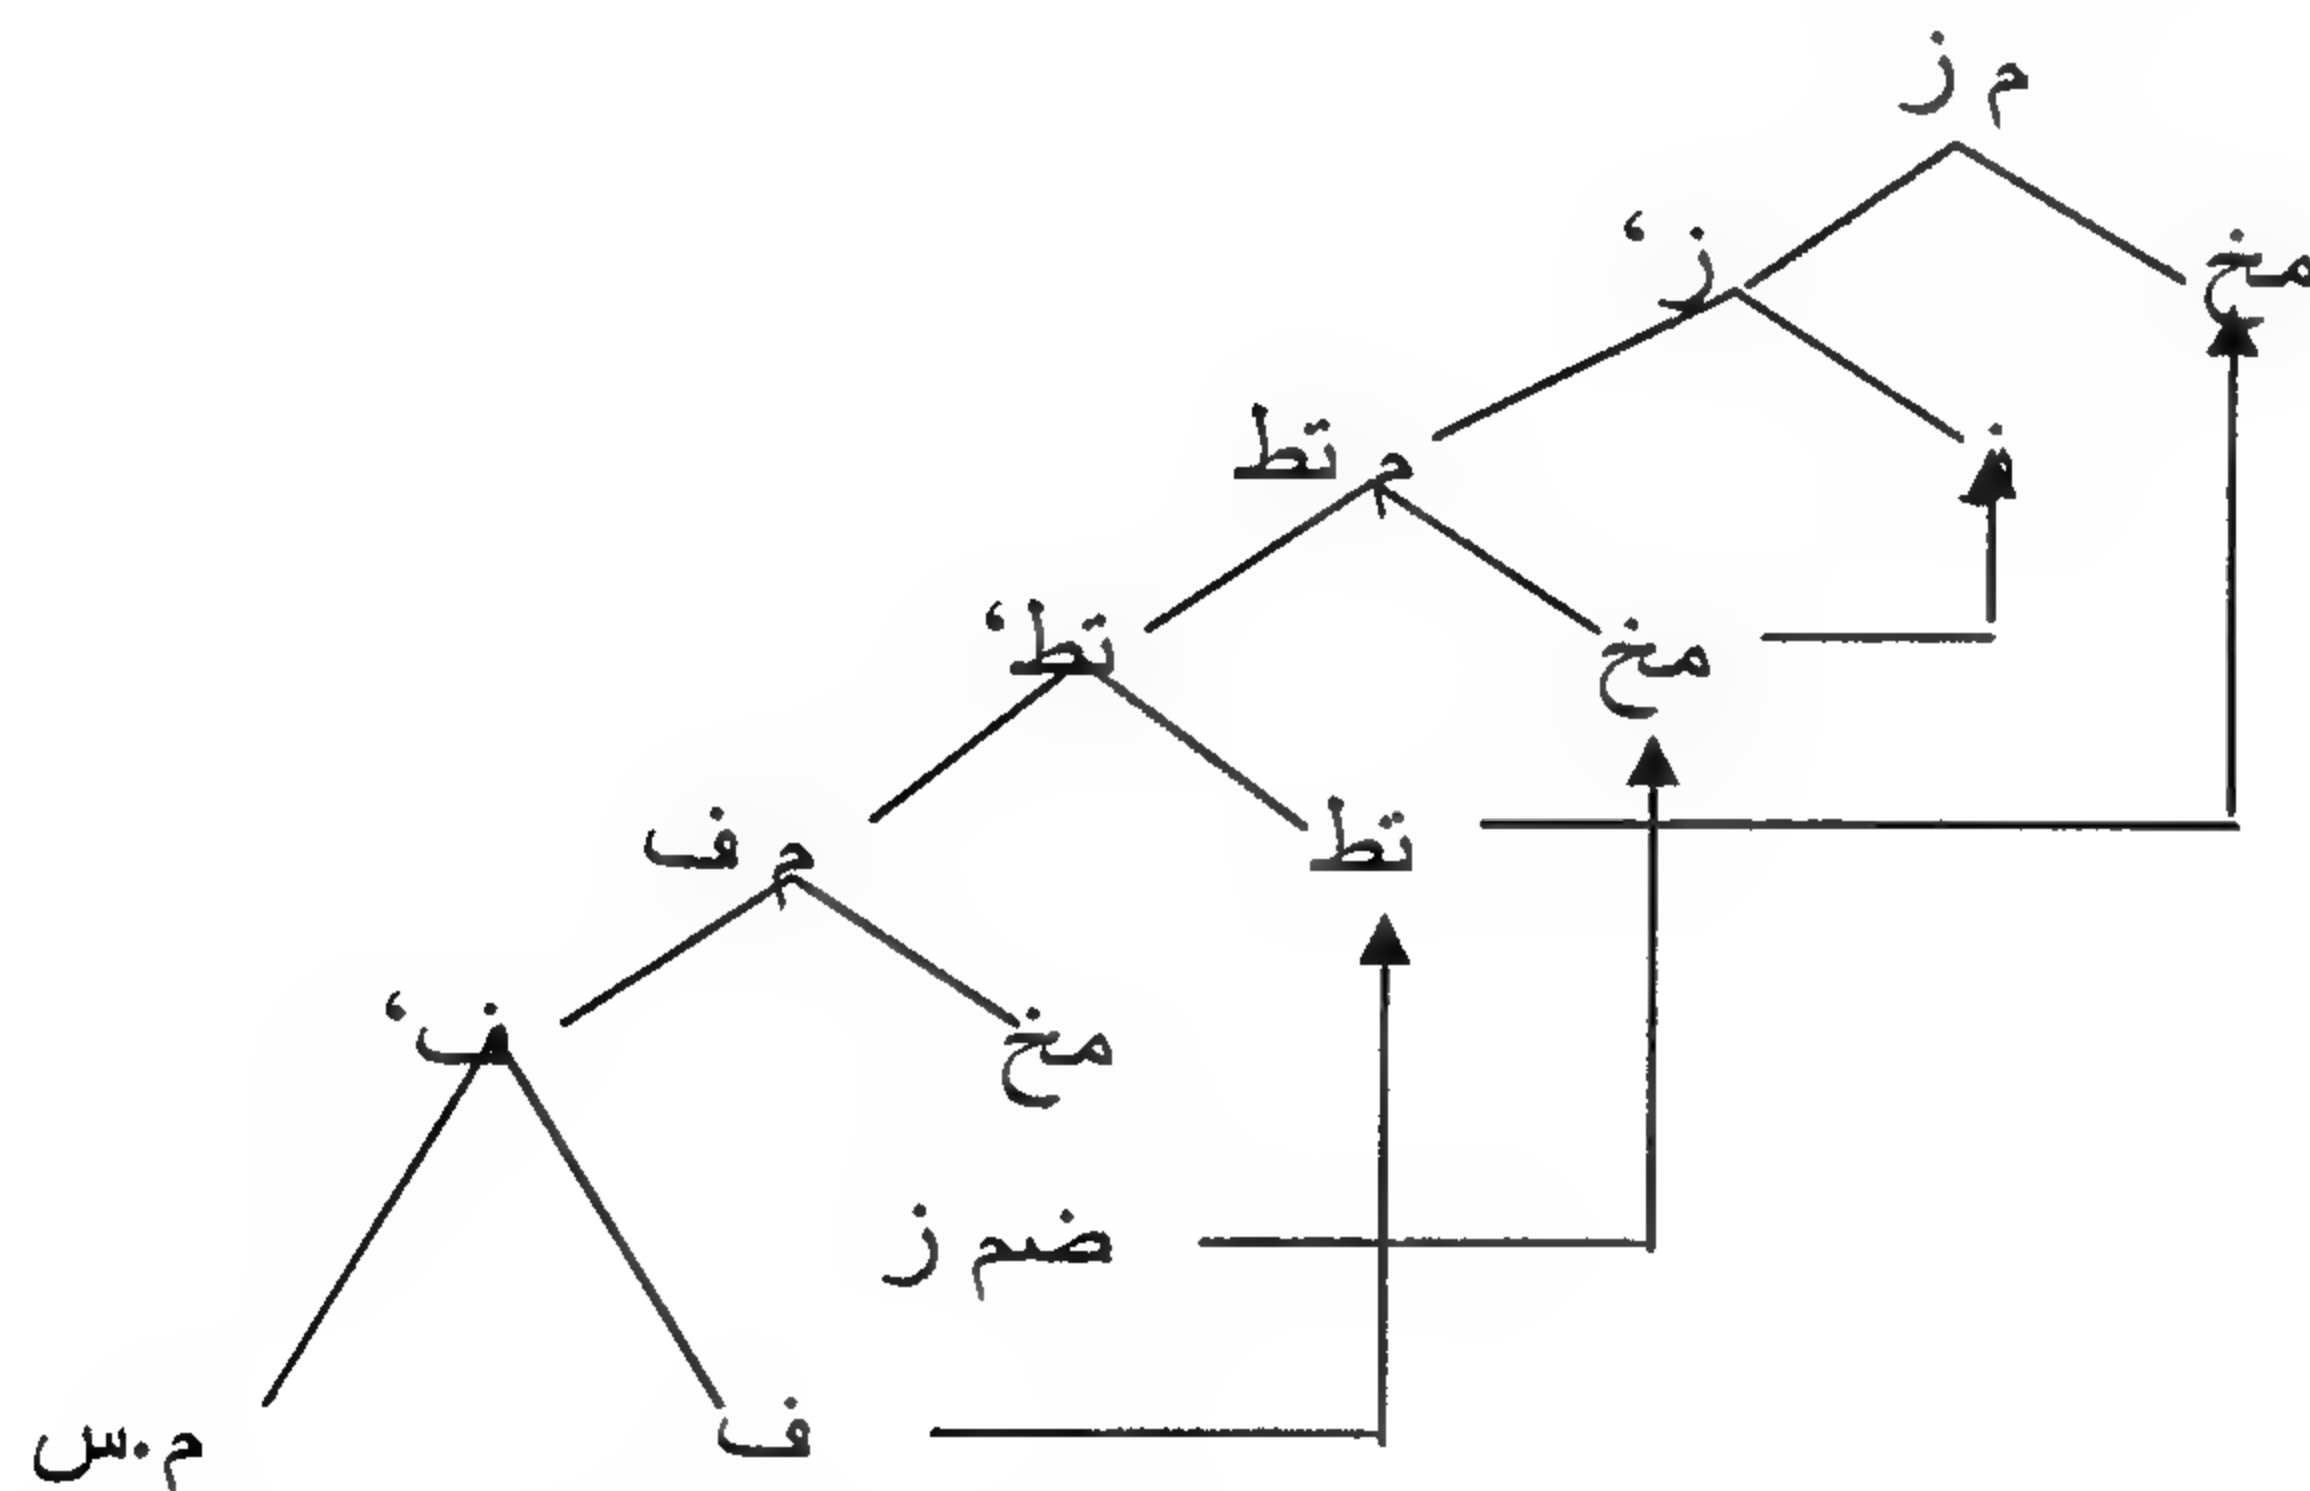 م ز
مخ
ز‘
ف
م تط
مخ
تط‘
تط
م ف
مخ
ف‘
ضم ز
ف
م.س